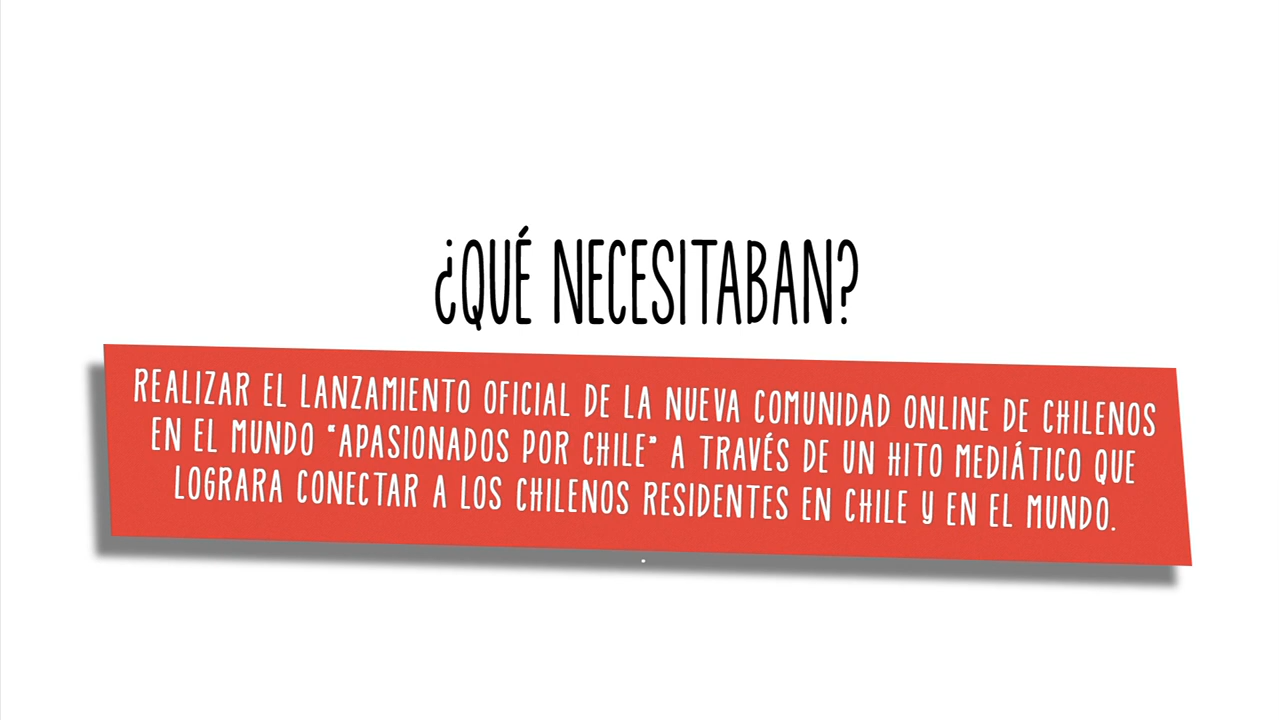 ¿QUÉ NECESITABAN?
REALIZAR EL LANZAMIENTO OFICIAL DE LA NUEVA COMUNIDAD ONLINE DE CHILENOS
EN EL MUNDO “APASIONADOS POR CHILE” A TRAVÉS DE UN HITO MEDIÁTICO QUE
LOGRARA CONECTAR A LOS CHILENOS RESIDENTES EN CHILE Y EN EL MUNDO.
.